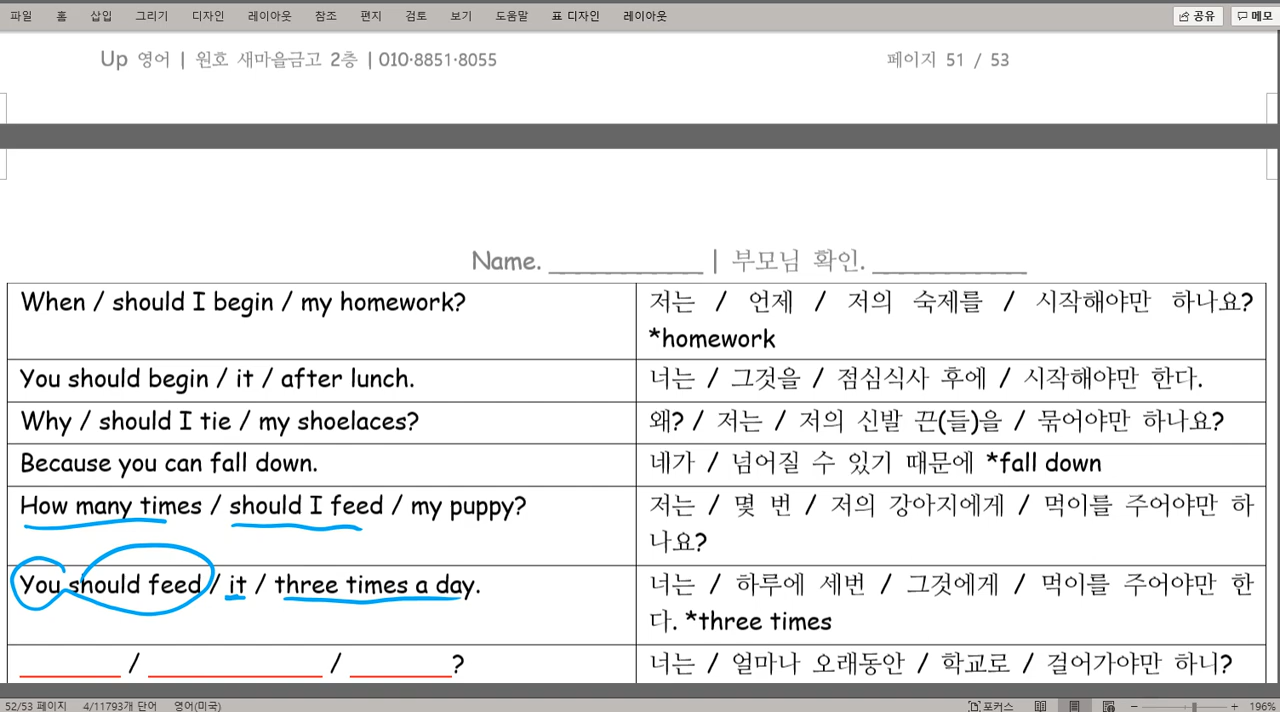 파일 홈 삽입 그리기 디자인 레이아웃 참조 편지 검토 보기 도움말 표 디자인 레이아웃 공유 메모
Up 영어 | 원호 새마을금고 2층 | 010·8851·8055 페이지 51 / 53
Name. ___________ | 부모님 확인. ___________
When / should I begin / my homework? 저는 / 언제 / 저의 숙제를 / 시작해야만 하나요?
*homework
You should begin / it / after lunch. 너는 / 그것을 / 점심식사 후에 / 시작해야만 한다.
Why / should I tie / my shoelaces? 왜? / 저는 / 저의 신발 끈(들)을 / 묶어야만 하나요?
Because you can fall down. 네가 / 넘어질 수 있기 때문에 *fall down
How many times / should I feed / my puppy? 저는 / 몇 번 / 저의 강아지에게 / 먹이를 주어야만 하
나요?
You should feed / it / three times a day. 너는 / 하루에 세번 / 그것에게 / 먹이를 주어야만 한
다. *three times
________ / ______________ / ________? 너는 / 얼마나 오래동안 / 학교로 / 걸어가야만 하니?
52/53 페이지 4/11793개 단어 영어(미국) 포커스 196%